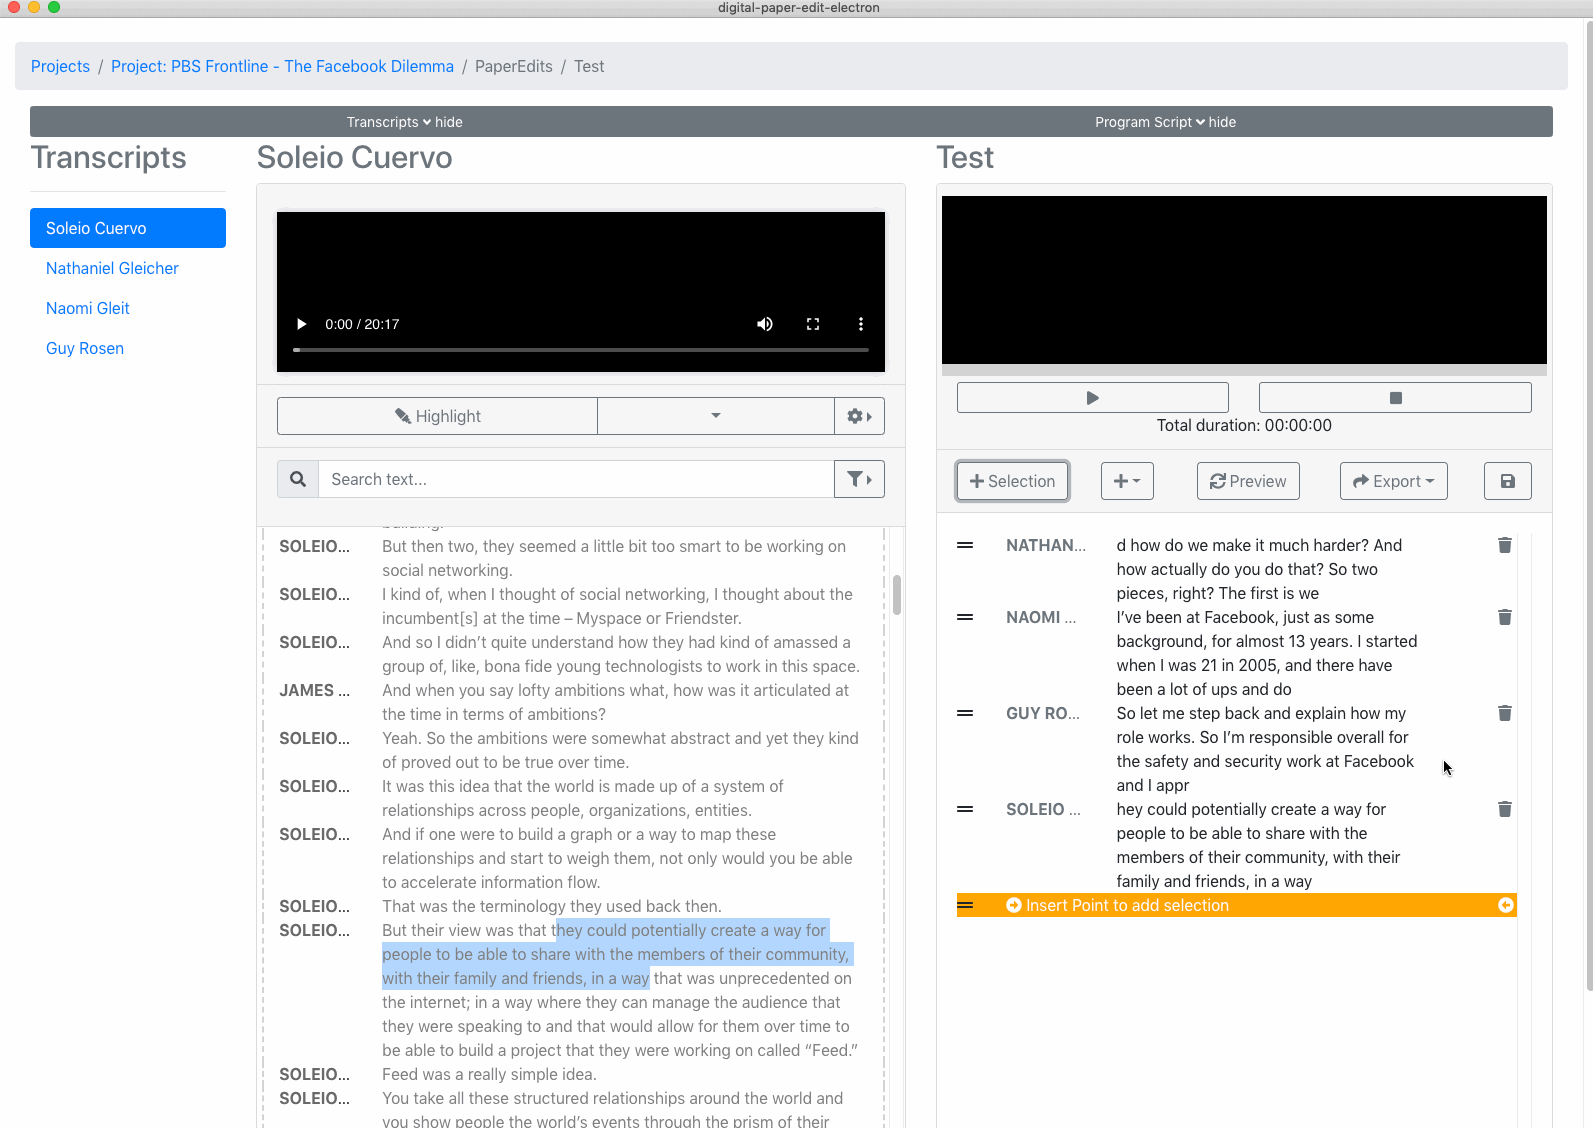 digital-paper-edit-electron
Projects / Project: PBS Frontline - The Facebook Dilemma / PaperEdits / Test
Transcripts hide
Program Script hide
Transcripts
Soleio Cuervo
Nathaniel Gleicher
Naomi Gleit
Guy Rosen
Soleio Cuervo
0:00 / 20:17
Highlight
Search text...
building.
SOLEIO... But then two, they seemed a little bit too smart to be working on
social networking.
SOLEIO... I kind of, when I thought of social networking, I thought about the
incumbent[s] at the time – Myspace or Friendster.
SOLEIO... And so I didn’t quite understand how they had kind of amassed a
group of, like, bona fide young technologists to work in this space.
JAMES ... And when you say lofty ambitions what, how was it articulated at
the time in terms of ambitions?
SOLEIO... Yeah. So the ambitions were somewhat abstract and yet they kind
of proved out to be true over time.
SOLEIO... It was this idea that the world is made up of a system of
relationships across people, organizations, entities.
SOLEIO... And if one were to build a graph or a way to map these
relationships and start to weigh them, not only would you be able
to accelerate information flow.
SOLEIO... That was the terminology they used back then.
SOLEIO... But their view was that they could potentially create a way for
people to be able to share with the members of their community,
with their family and friends, in a way that was unprecedented on
the internet; in a way where they can manage the audience that
they were speaking to and that would allow for them over time to
be able to build a project that they were working on called “Feed.”
SOLEIO... Feed was a really simple idea.
SOLEIO... You take all these structured relationships around the world and
you show people the world’s events through the prism of their
Test
Total duration: 00:00:00
Selection
Preview
Export
NATHAN... d how do we make it much harder? And
how actually do you do that? So two
pieces, right? The first is we
NAOMI ... I’ve been at Facebook, just as some
background, for almost 13 years. I started
when I was 21 in 2005, and there have
been a lot of ups and do
GUY RO... So let me step back and explain how my
role works. So I’m responsible overall for
the safety and security work at Facebook
and I appr
SOLEIO ... hey could potentially create a way for
people to be able to share with the
members of their community, with their
family and friends, in a way
Insert Point to add selection